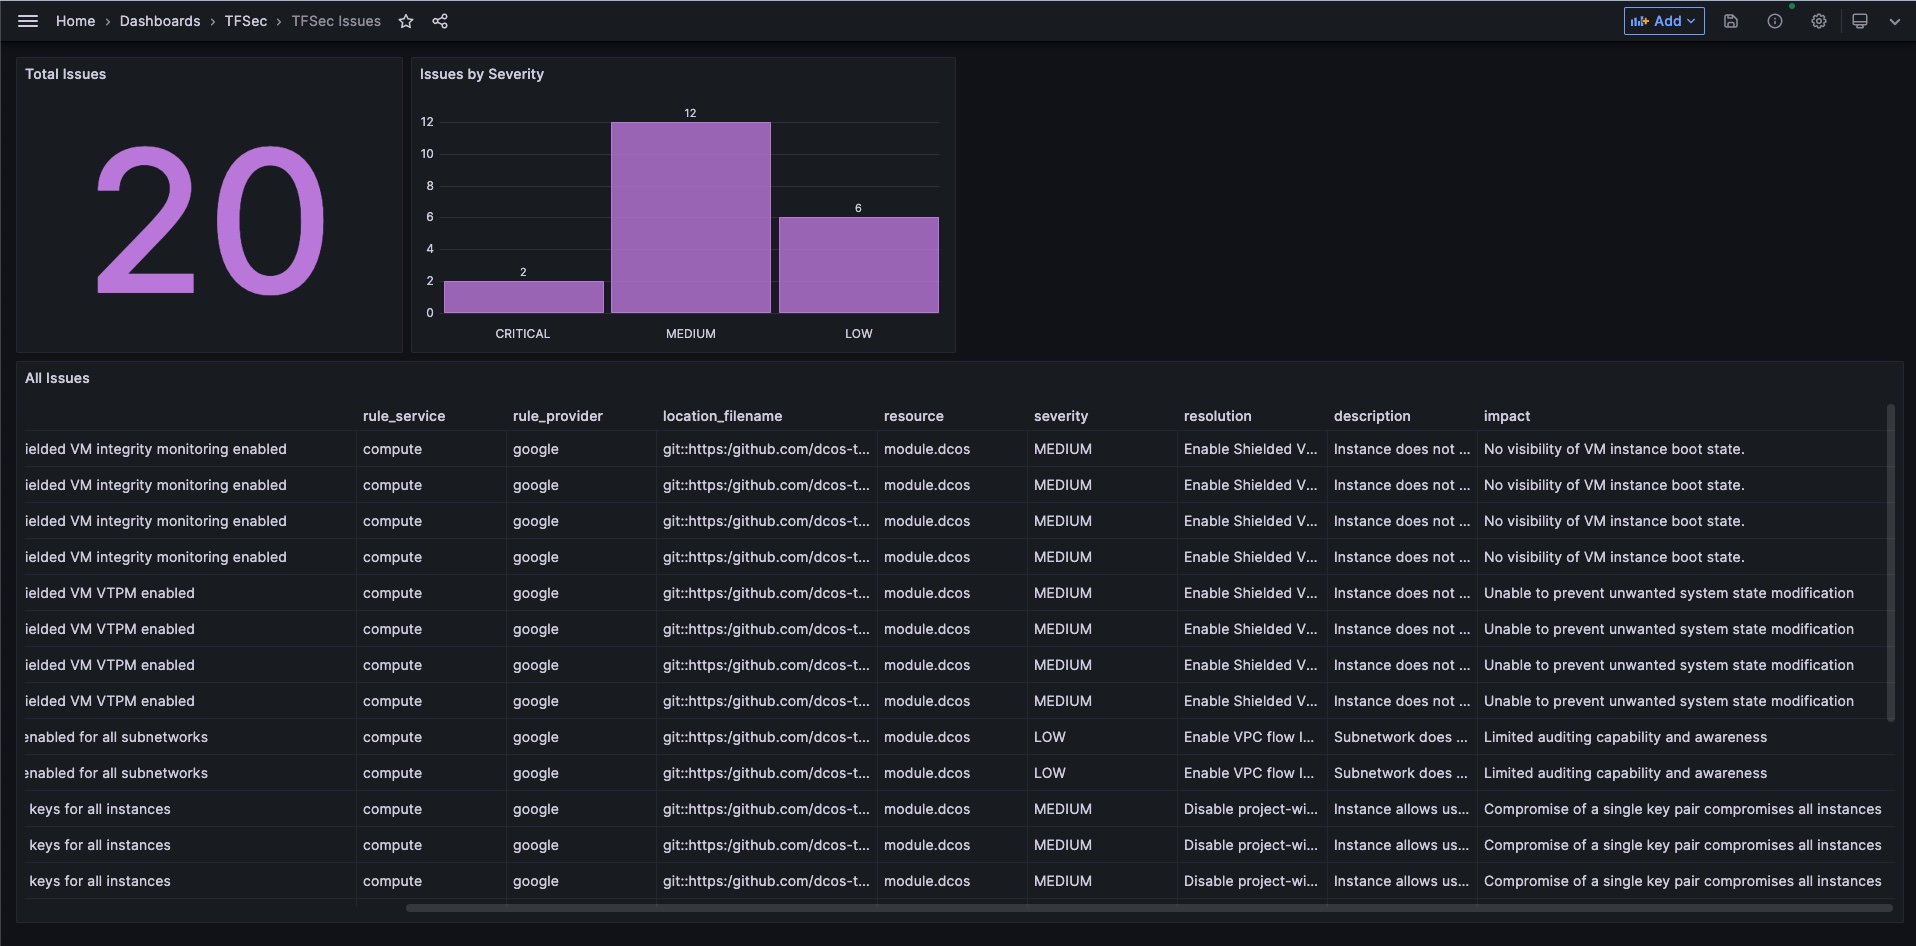 Home › Dashboards › TFSec › TFSec Issues Add
Total Issues
20
Issues by Severity
12
10
8
6
4
2
0
2
12
6
CRITICAL MEDIUM LOW
All Issues
rule_service rule_provider location_filename resource severity resolution description impact
ielded VM integrity monitoring enabled compute google git::https:/github.com/dcos-t... module.dcos MEDIUM Enable Shielded V... Instance does not ... No visibility of VM instance boot state.
ielded VM integrity monitoring enabled compute google git::https:/github.com/dcos-t... module.dcos MEDIUM Enable Shielded V... Instance does not ... No visibility of VM instance boot state.
ielded VM integrity monitoring enabled compute google git::https:/github.com/dcos-t... module.dcos MEDIUM Enable Shielded V... Instance does not ... No visibility of VM instance boot state.
ielded VM integrity monitoring enabled compute google git::https:/github.com/dcos-t... module.dcos MEDIUM Enable Shielded V... Instance does not ... No visibility of VM instance boot state.
ielded VM VTPM enabled compute google git::https:/github.com/dcos-t... module.dcos MEDIUM Enable Shielded V... Instance does not ... Unable to prevent unwanted system state modification
ielded VM VTPM enabled compute google git::https:/github.com/dcos-t... module.dcos MEDIUM Enable Shielded V... Instance does not ... Unable to prevent unwanted system state modification
ielded VM VTPM enabled compute google git::https:/github.com/dcos-t... module.dcos MEDIUM Enable Shielded V... Instance does not ... Unable to prevent unwanted system state modification
ielded VM VTPM enabled compute google git::https:/github.com/dcos-t... module.dcos MEDIUM Enable Shielded V... Instance does not ... Unable to prevent unwanted system state modification
enabled for all subnetworks compute google git::https:/github.com/dcos-t... module.dcos LOW Enable VPC flow l... Subnetwork does ... Limited auditing capability and awareness
enabled for all subnetworks compute google git::https:/github.com/dcos-t... module.dcos LOW Enable VPC flow l... Subnetwork does ... Limited auditing capability and awareness
keys for all instances compute google git::https:/github.com/dcos-t... module.dcos MEDIUM Disable project-wi... Instance allows us... Compromise of a single key pair compromises all instances
keys for all instances compute google git::https:/github.com/dcos-t... module.dcos MEDIUM Disable project-wi... Instance allows us... Compromise of a single key pair compromises all instances
keys for all instances compute google git::https:/github.com/dcos-t... module.dcos MEDIUM Disable project-wi... Instance allows us... Compromise of a single key pair compromises all instances